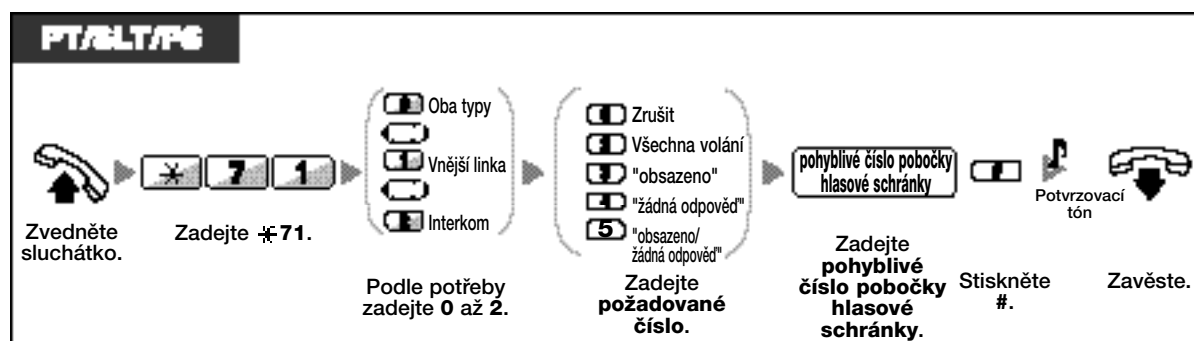 PT/SLT/PS
Oba typy
Vnější linka
Interkom
Zrušit
Všechna volání
"obsazeno"
"žádná odpověď"
5 "obsazeno/
žádná odpověď"
pohyblivé číslo pobočky
hlasové schránky
Potvrzovací
tón
* 7 1
Zvedněte
sluchátko.
Zadejte *71.
Podle potřeby
zadejte 0 až 2.
Zadejte
požadované
číslo.
Zadejte
pohyblivé
číslo pobočky
hlasové
schránky.
Stiskněte
#.
Zavěste.